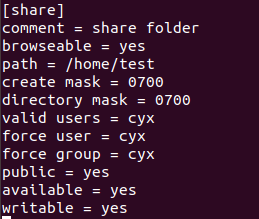 [share]
comment = share folder
browseable = yes
path = /home/test
create mask = 0700
directory mask = 0700
valid users = cyx
force user = cyx
force group = cyx
public = yes
available = yes
writable = yes